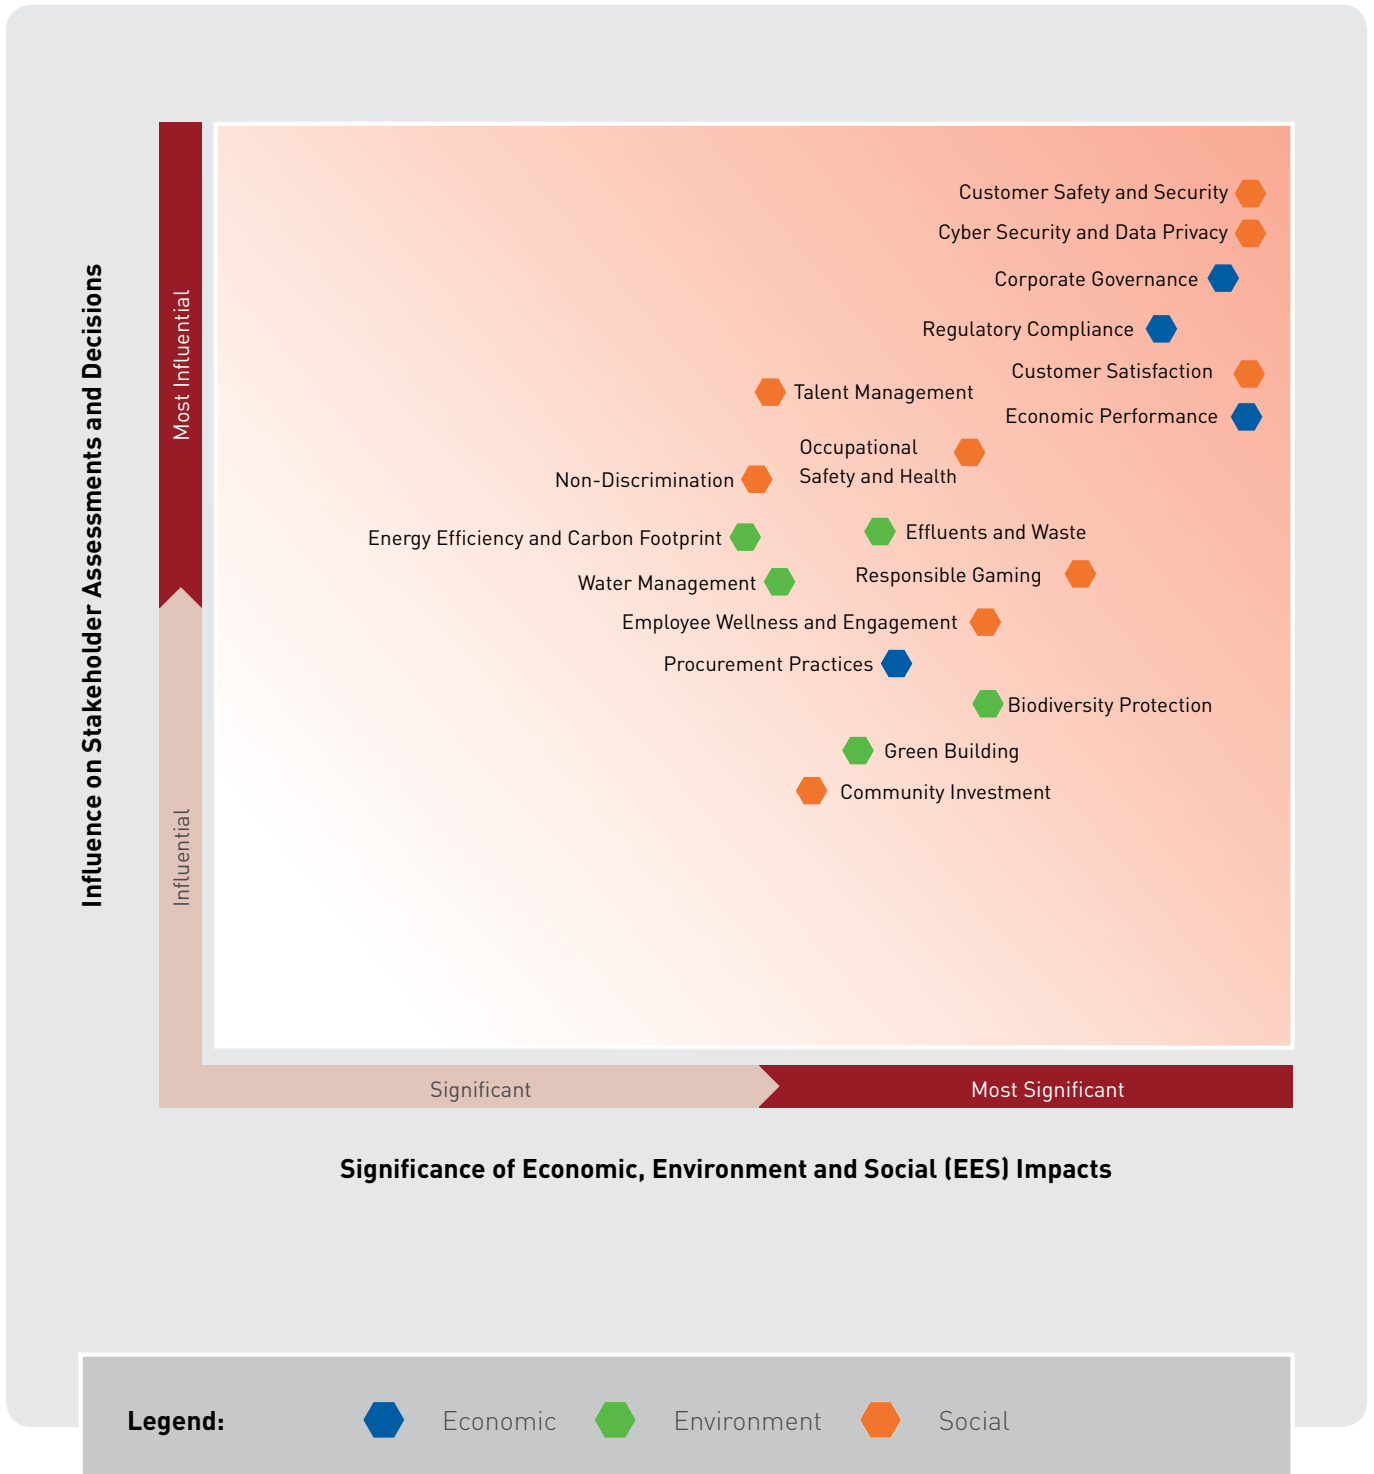 Influence on Stakeholder Assessments and Decisions
Most Influential
Influential
Customer Safety and Security
Cyber Security and Data Privacy
Corporate Governance
Regulatory Compliance
Customer Satisfaction
Talent Management
Economic Performance
Occupational
Safety and Health
Non-Discrimination
Effluents and Waste
Energy Efficiency and Carbon Footprint
Responsible Gaming
Water Management
Employee Wellness and Engagement
Procurement Practices
Biodiversity Protection
Green Building
Community Investment
Significant
Most Significant
Significance of Economic, Environment and Social (EES) Impacts
Legend:
Economic
Environment
Social